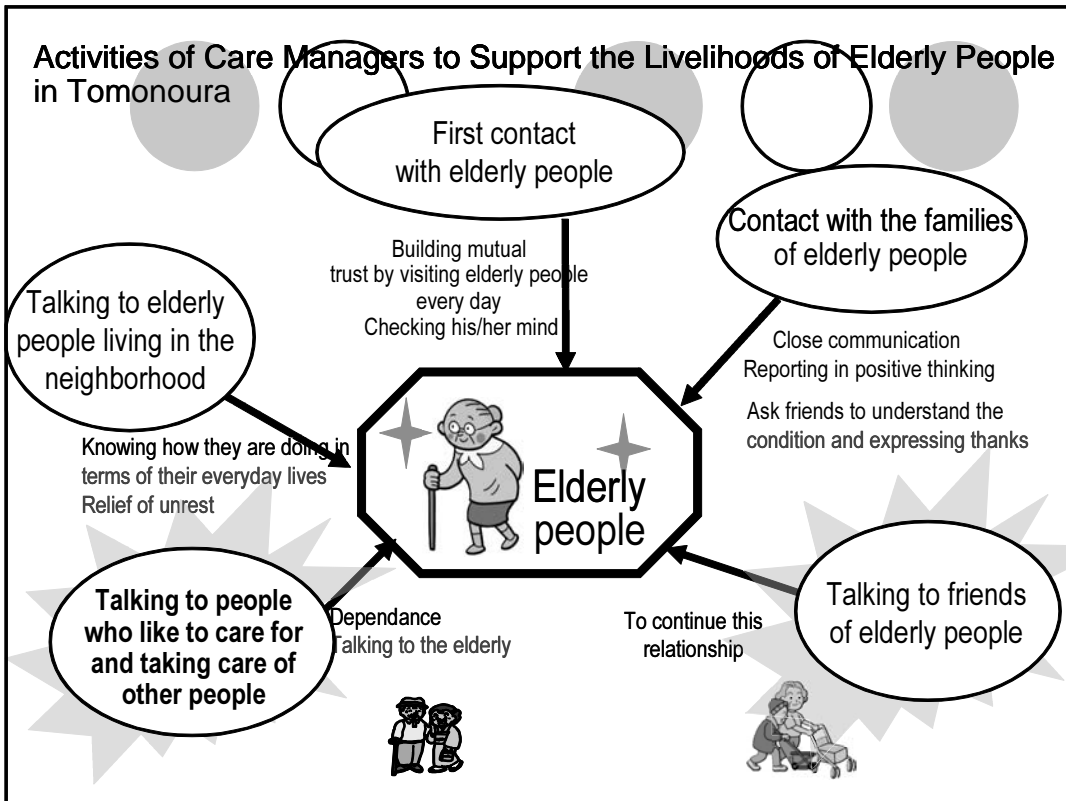 Activities of Care Managers to Support the Livelihoods of Elderly People
in Tomonoura
First contact
with elderly people
Building mutual
trust by visiting elderly people
every day
Checking his/her mind
Contact with the families
of elderly people
Close communication
Reporting in positive thinking
Ask friends to understand the
condition and expressing thanks
Talking to elderly
people living in the
neighborhood
Knowing how they are doing in
terms of their everyday lives
Relief of unrest
Elderly
people
Talking to people
who like to care for
and taking care of
other people
Dependance
Talking to the elderly
To continue this
relationship
Talking to friends
of elderly people